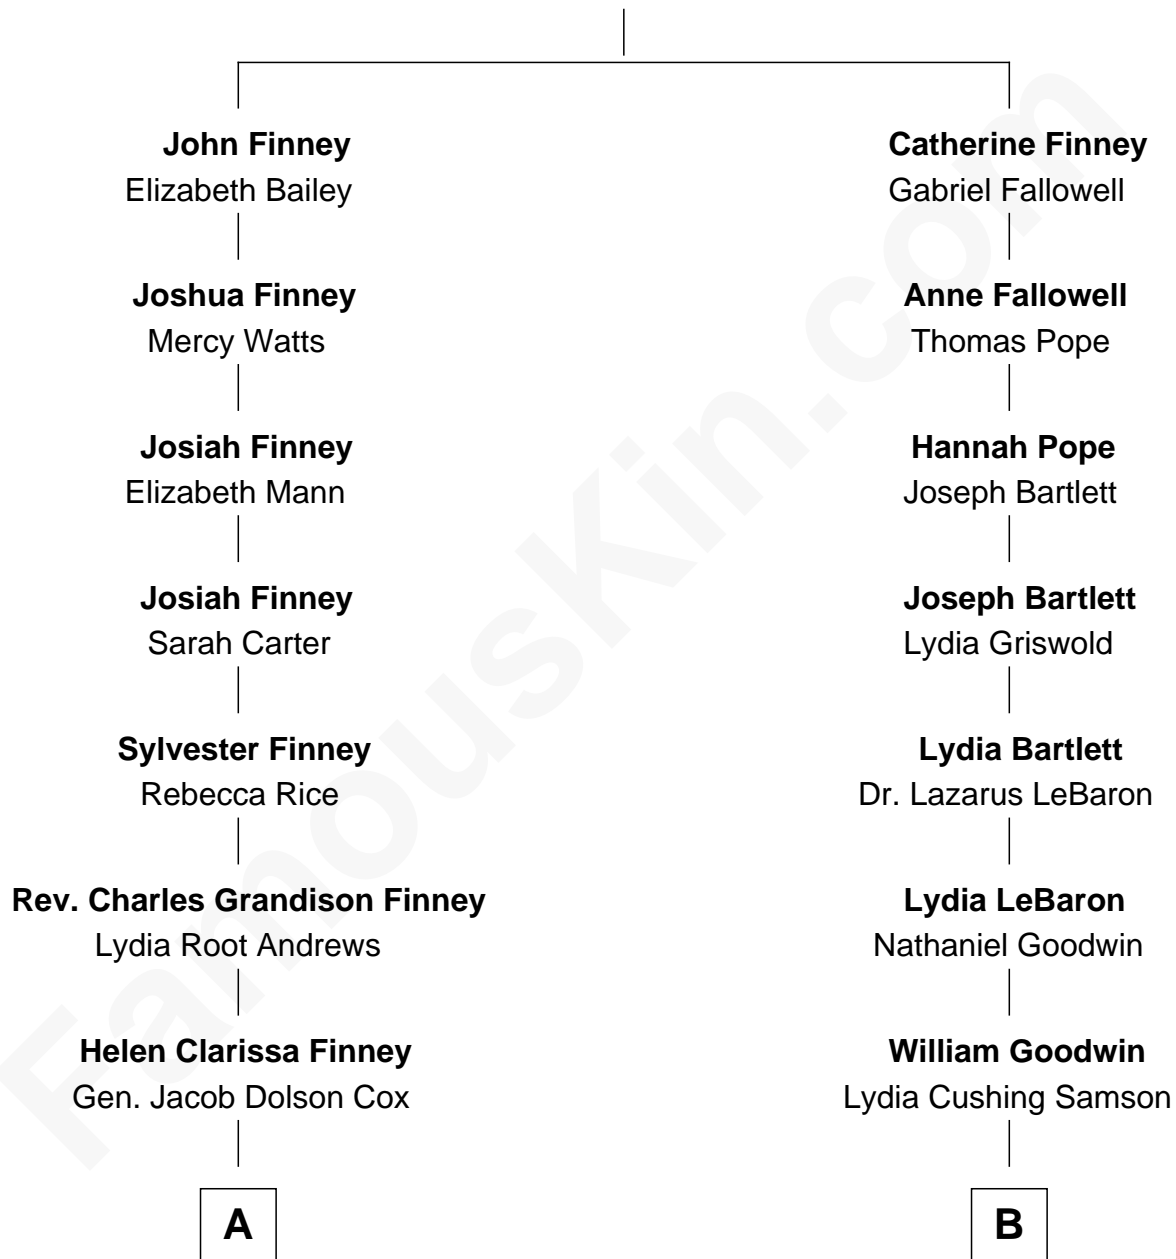 John Finney
Elizabeth Bailey
Joshua Finney
Mercy Watts
Josiah Finney
Elizabeth Mann
Josiah Finney
Sarah Carter
Sylvester Finney
Rebecca Rice
Rev. Charles Grandison Finney
Lydia Root Andrews
Helen Clarissa Finney
Gen. Jacob Dolson Cox
A
Catherine Finney
Gabriel Fallowell
Anne Fallowell
Thomas Pope
Hannah Pope
Joseph Bartlett
Joseph Bartlett
Lydia Griswold
Lydia Bartlett
Dr. Lazarus LeBaron
Lydia LeBaron
Nathaniel Goodwin
William Goodwin
Lydia Cushing Samson
B
FamousKin.com